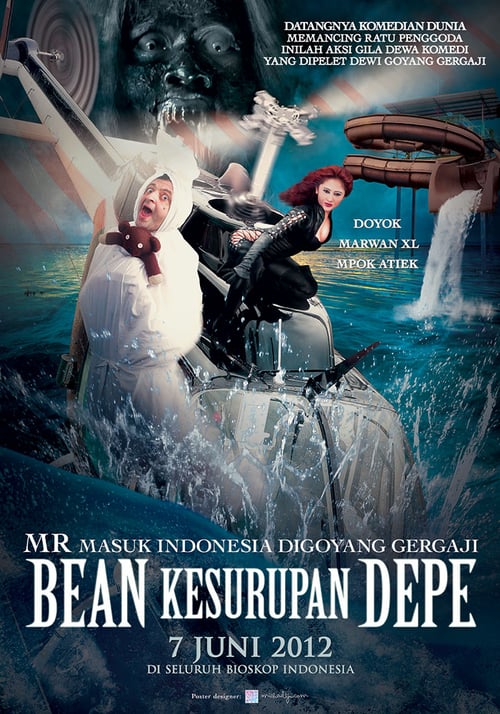 DATANGNYA KOMEDIAN DUNIA
MEMANCING RATU PENGGODA
INILAH AKSI GILA DEWA KOMEDI
YANG DIPELET DEWI GOYANG GERGAJI
DOYOK
MARWAN XL
MPOK ATIEK
MR MASUK INDONESIA DIGOYANG GERGAJI
BEAN KESURUPAN DEPE
7 JUNI 2012
DI SELURUH BIOSKOP INDONESIA
Poster designer: